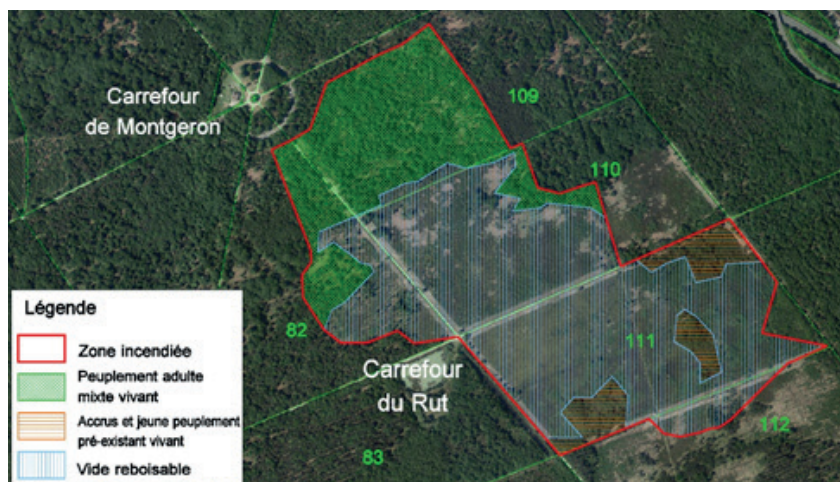 Carrefour
de Montgeron
109
110
82
111
Carrefour
du Rut
112
83
Légende
Zone incendiée
Peuplement adulte
mixte vivant
Accrus et jeune peuplement
pré-existant vivant
Vide reboisable